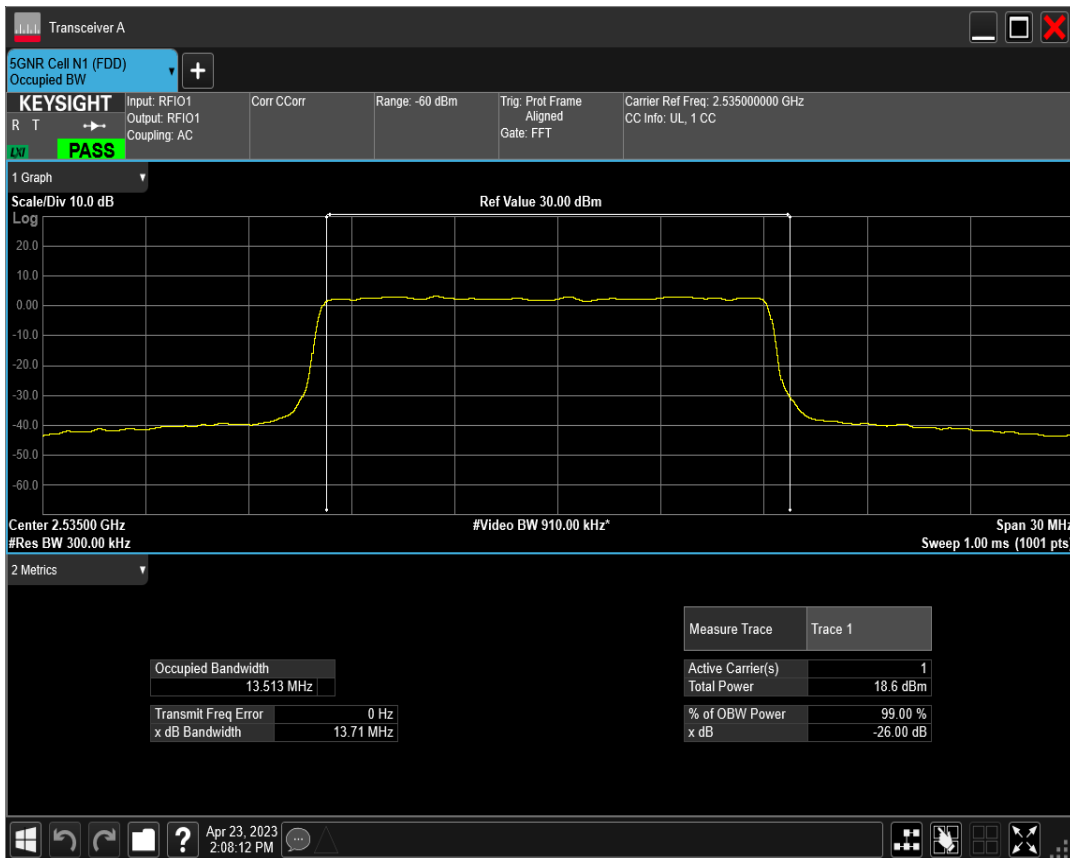 Transceiver A
5GNR Cell N1 (FDD)
Occupied BW
KEYSIGHT
R T
LXI
PASS
Input: RFIO1
Output: RFIO1
Coupling: AC
Corr CCorr
Range: -60 dBm
Trig: Prot Frame
Aligned
Gate: FFT
Carrier Ref Freq: 2.535000000 GHz
CC Info: UL, 1 CC
1 Graph
Scale/Div 10.0 dB
Ref Value 30.00 dBm
Log
20.0
10.0
0.00
-10.0
-20.0
-30.0
-40.0
-50.0
-60.0
Center 2.53500 GHz
#Video BW 910.00 kHz*
Span 30 MHz
#Res BW 300.00 kHz
Sweep 1.00 ms (1001 pts)
2 Metrics
Measure Trace Trace 1
Occupied Bandwidth
13.513 MHz
Active Carrier(s) 1
Total Power 18.6 dBm
Transmit Freq Error 0 Hz
x dB Bandwidth 13.71 MHz
% of OBW Power 99.00 %
x dB -26.00 dB
?
Apr 23, 2023
2:08:12 PM